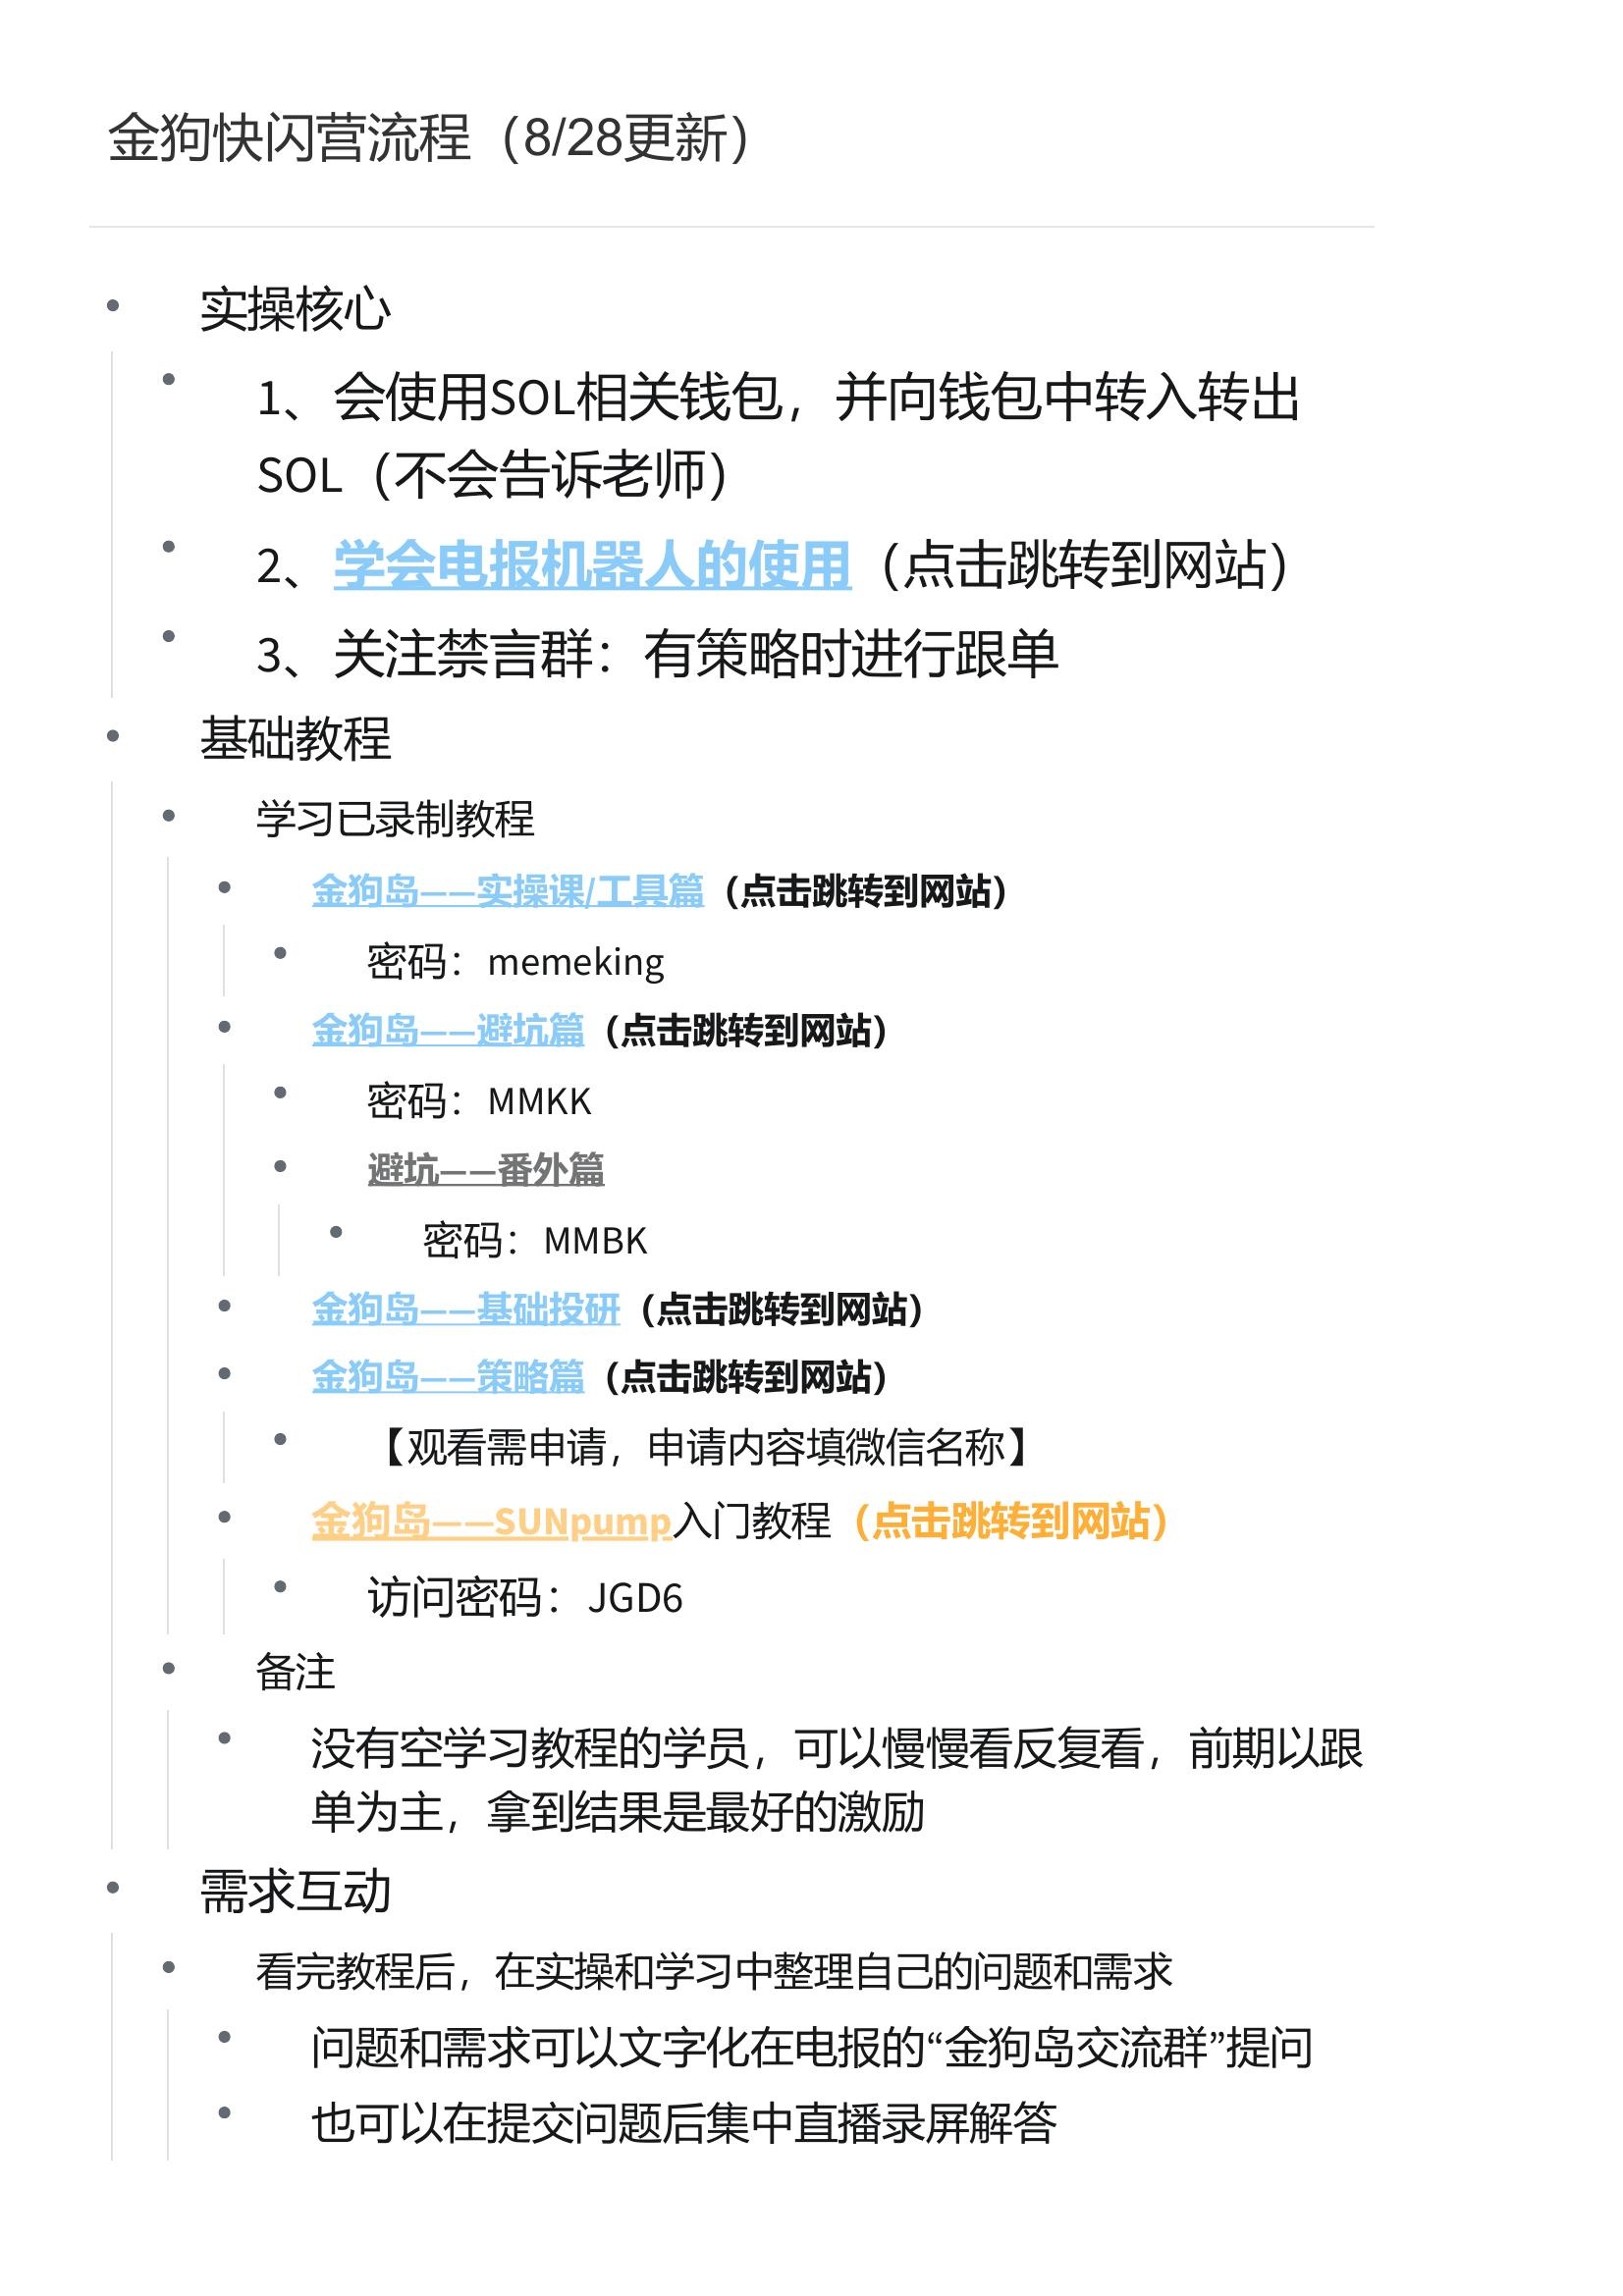 金狗快闪营流程（8/28更新）
实操核心
1、会使用SOL相关钱包，并向钱包中转入转出
SOL（不会告诉老师）
2、学会电报机器人的使用（点击跳转到网站）
3、关注禁言群：有策略时进行跟单
基础教程
学习已录制教程
金狗岛——实操课/工具篇（点击跳转到网站）
密码：memeking
金狗岛——避坑篇（点击跳转到网站）
密码：MMKK
避坑——番外篇
密码：MMBK
金狗岛——基础投研（点击跳转到网站）
金狗岛——策略篇（点击跳转到网站）
【观看需申请，申请内容填微信名称】
金狗岛——SUNpump入门教程（点击跳转到网站）
访问密码：JGD6
备注
没有空学习教程的学员，可以慢慢看反复看，前期以跟
单为主，拿到结果是最好的激励
需求互动
看完教程后，在实操和学习中整理自己的问题和需求
问题和需求可以文字化在电报的“金狗岛交流群”提问
也可以在提交问题后集中直播录屏解答